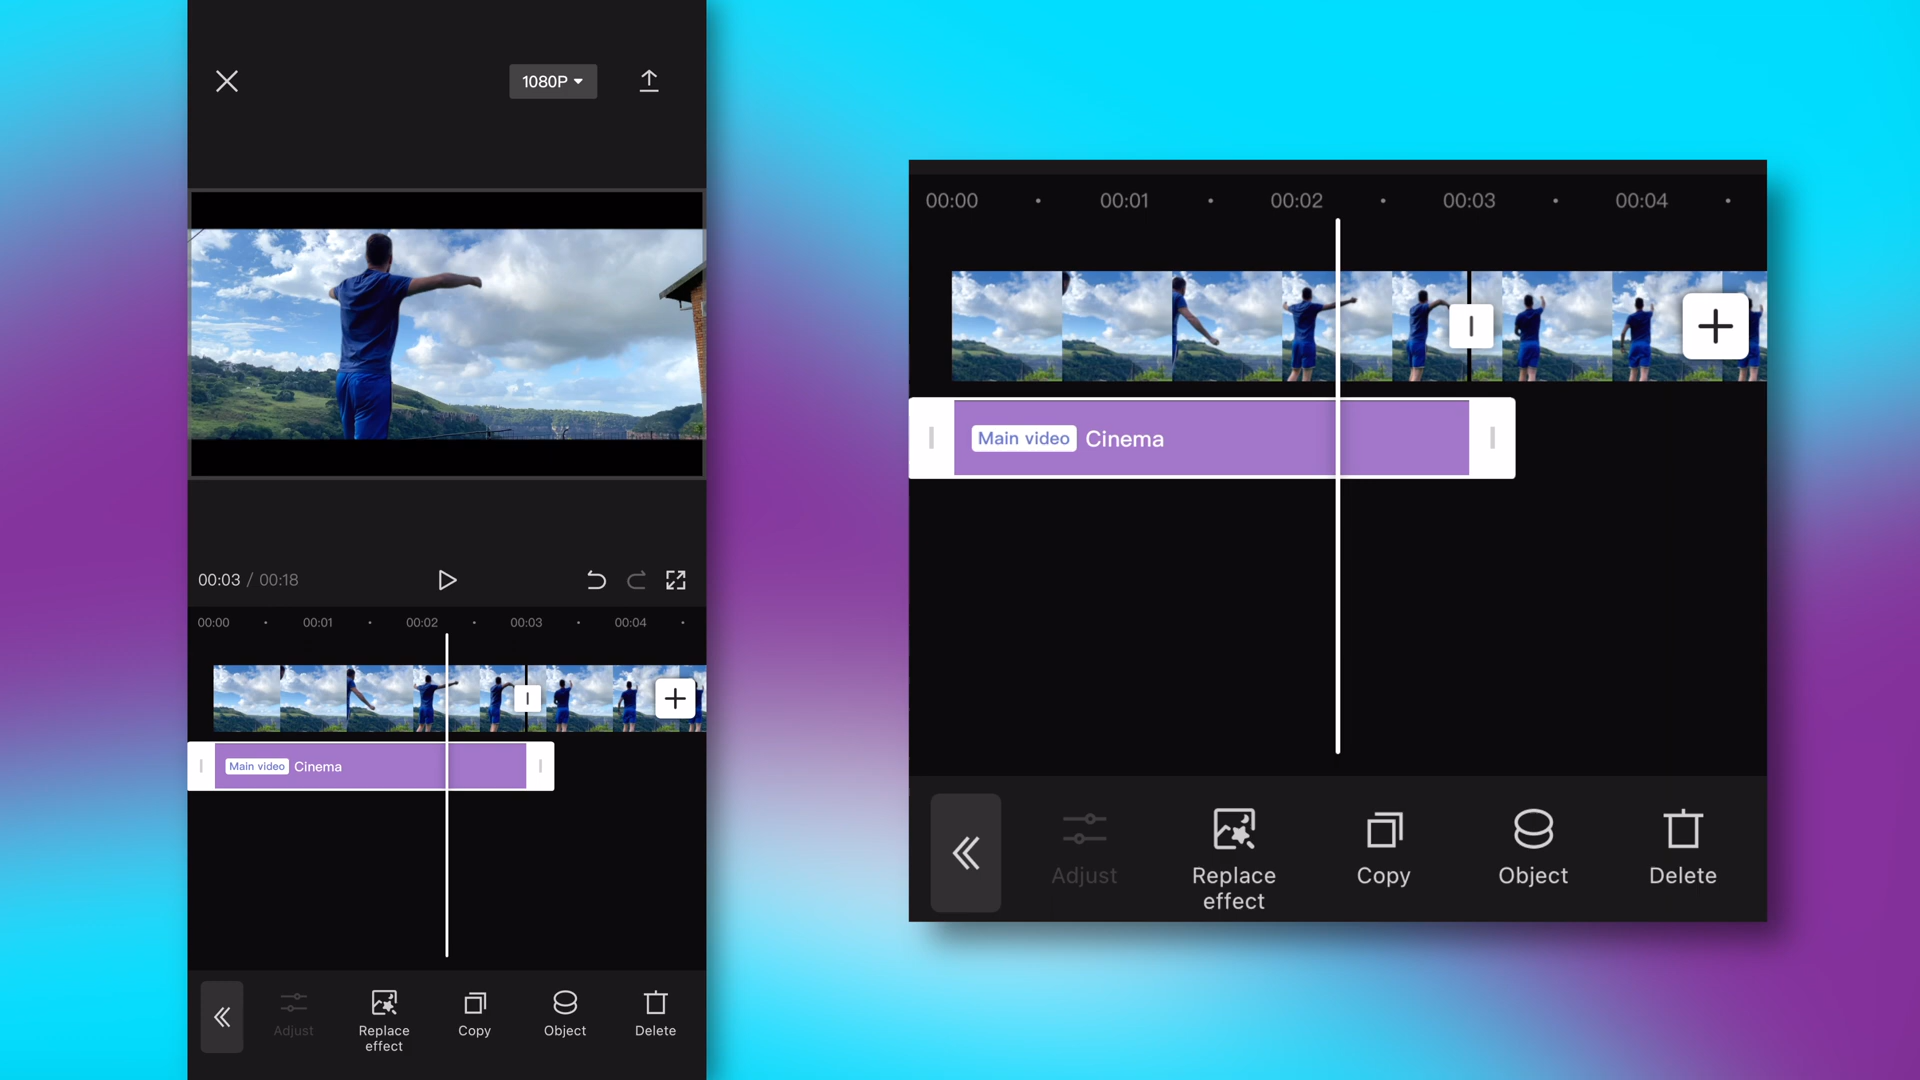 1080P
00:03 / 00:18
00:00 00:01 00:02 00:03 00:04
Main video Cinema
Adjust
Replace
effect
Copy
Object
Delete
00:00 00:01 00:02 00:03 00:04
Main video Cinema
Adjust
Replace
effect
Copy
Object
Delete